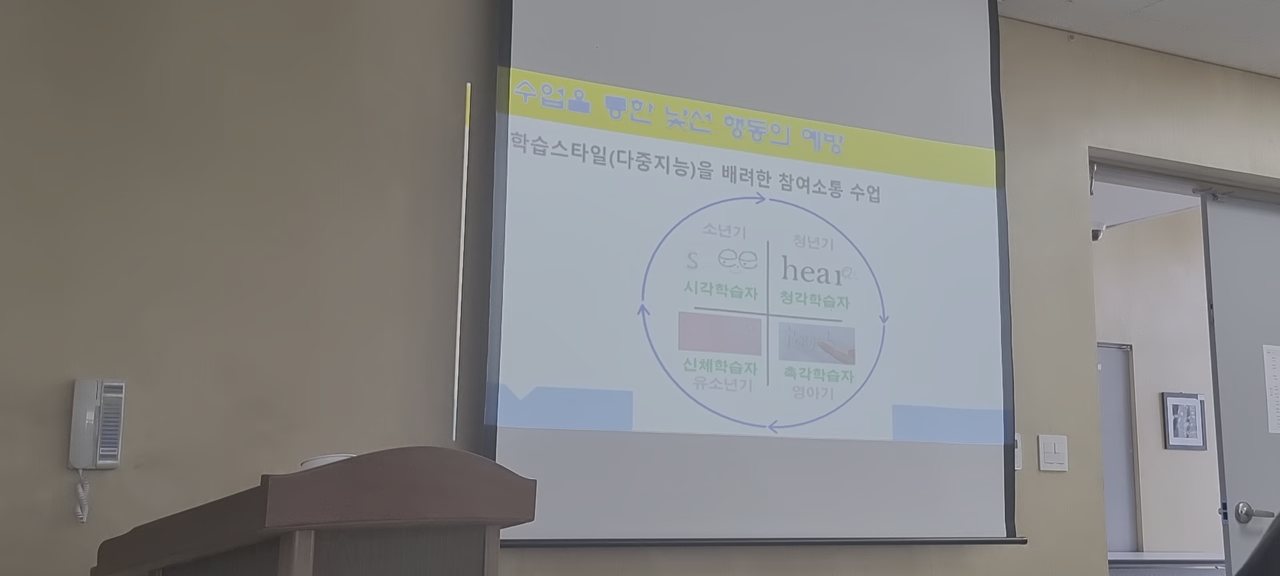 수업을 통한 낯선 행동의 예방
학습스타일(다중지능)을 배려한 참여소통 수업
소년기
청년기
s ee
hear
시각학습자
청각학습자
신체학습자
촉각학습자
유소년기
영아기